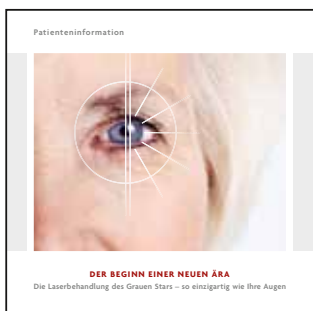 Patienteninformation
DER BEGINN EINER NEUEN ÄRA
Die Laserbehandlung des Grauen Stars – so einzigartig wie Ihre Augen